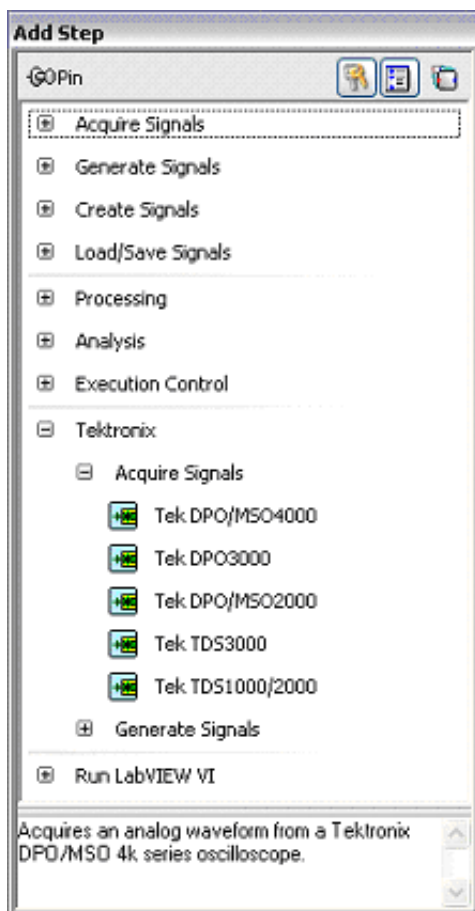 Add Step
Pin
Acquire Signals
Generate Signals
Create Signals
Load/Save Signals
Processing
Analysis
Execution Control
Tektronix
Acquire Signals
Tek DPO/MSO4000
Tek DPO3000
Tek DPO/MSO2000
Tek TDS3000
Tek TDS1000/2000
Generate Signals
Run LabVIEW VI
Acquires an analog waveform from a Tektronix
DPO/MSO 4k series oscilloscope.